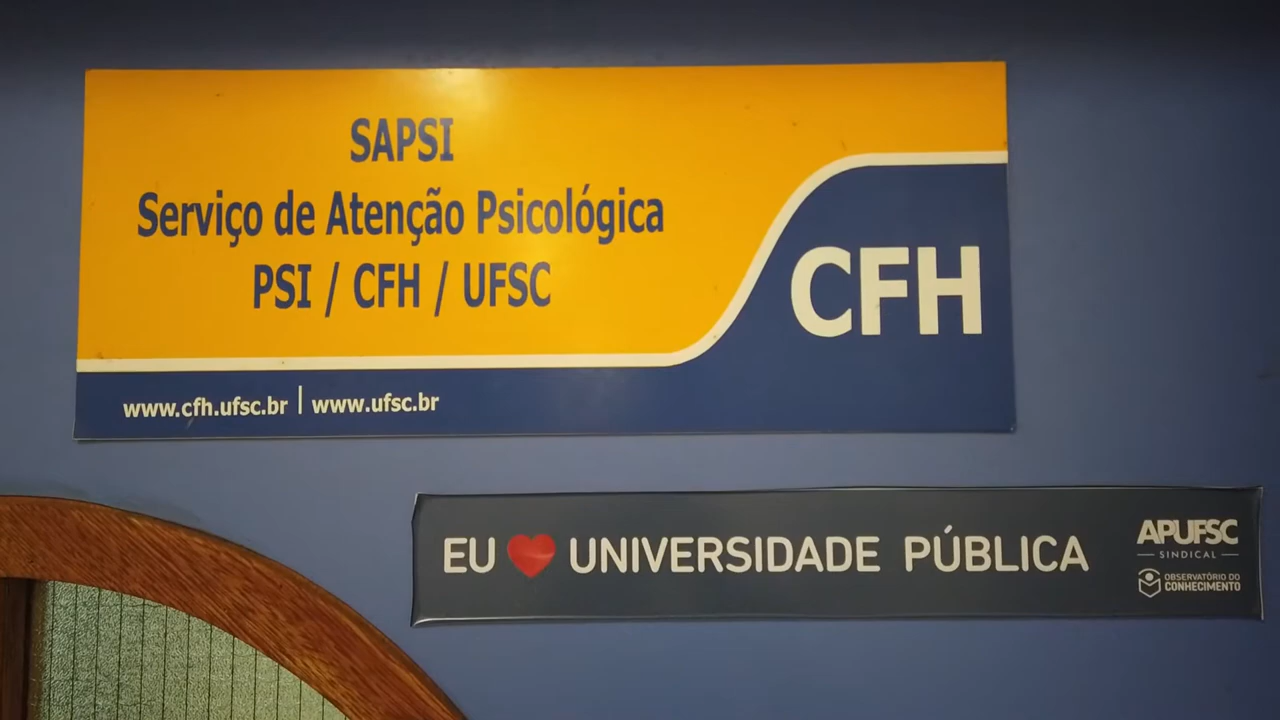 SAPSI
Serviço de Atenção Psicológica
PSI / CFH / UFSC
CFH
www.cfh.ufsc.br | www.ufsc.br
EU ❤ UNIVERSIDADE PÚBLICA
APUFSC
SINDICAL
OBSERVATÓRIO DO
CONHECIMENTO